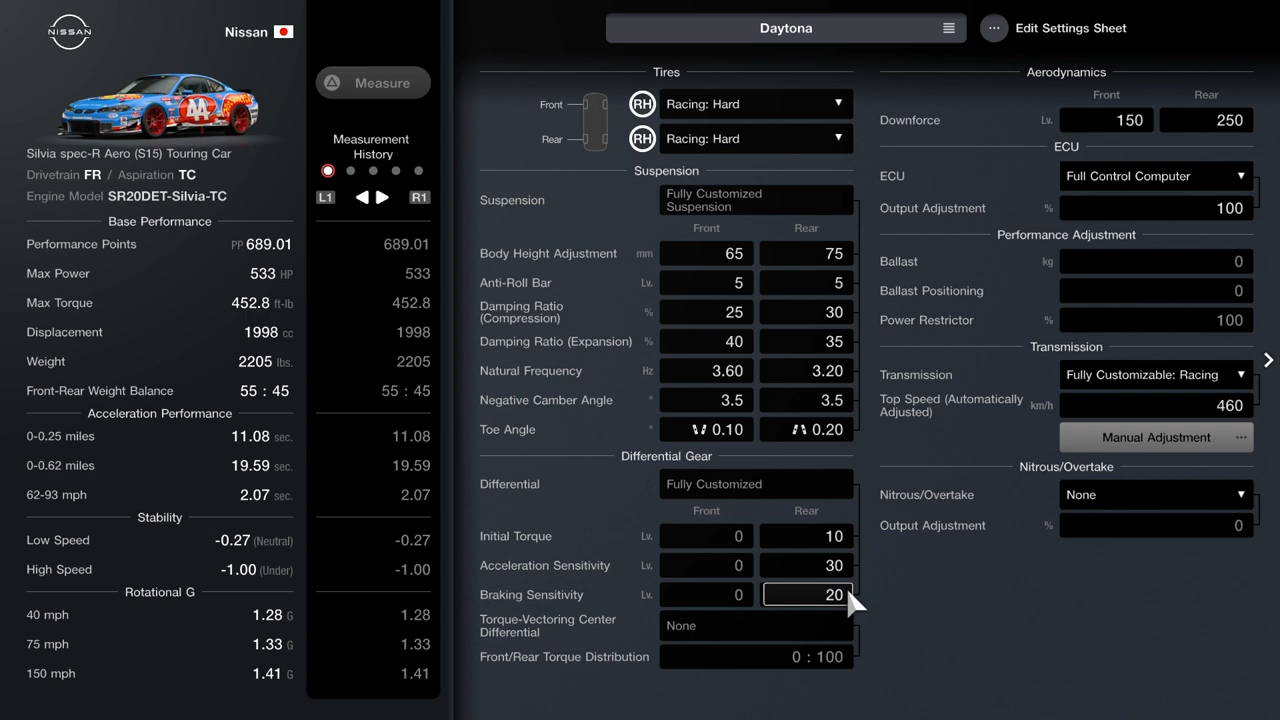 NISSAN
Nissan
44
Silvia spec-R Aero (S15) Touring Car
Drivetrain FR / Aspiration TC
Engine Model SR20DET-Silvia-TC
Base Performance
Performance Points PP 689.01
Max Power 533 HP
Max Torque 452.8 ft-lb
Displacement 1998 cc
Weight 2205 lbs.
Front-Rear Weight Balance 55 : 45
Acceleration Performance
0-0.25 miles 11.08 sec.
0-0.62 miles 19.59 sec.
62-93 mph 2.07 sec.
Stability
Low Speed -0.27 (Neutral)
High Speed -1.00 (Under)
Rotational G
40 mph 1.28 G
75 mph 1.33 G
150 mph 1.41 G
Measure
Measurement
History
L1 R1
689.01
533
452.8
1998
2205
55 : 45
11.08
19.59
2.07
-0.27
-1.00
1.28
1.33
1.41
Daytona
Edit Settings Sheet
Tires
Front RH Racing: Hard
Rear RH Racing: Hard
Suspension
Suspension Fully Customized
Suspension
Front Rear
Body Height Adjustment mm 65 75
Anti-Roll Bar Lv. 5 5
Damping Ratio
(Compression) % 25 30
Damping Ratio (Expansion) % 40 35
Natural Frequency Hz 3.60 3.20
Negative Camber Angle ° 3.5 3.5
Toe Angle ° 0.10 0.20
Differential Gear
Differential Fully Customized
Front Rear
Initial Torque Lv. 0 10
Acceleration Sensitivity Lv. 0 30
Braking Sensitivity Lv. 0 20
Torque-Vectoring Center
Differential None
Front/Rear Torque Distribution 0 : 100
Aerodynamics
Front Rear
Downforce Lv. 150 250
ECU
ECU Full Control Computer
Output Adjustment % 100
Performance Adjustment
Ballast kg 0
Ballast Positioning 0
Power Restrictor % 100
Transmission
Transmission Fully Customizable: Racing
Top Speed (Automatically
Adjusted) km/h 460
Manual Adjustment
Nitrous/Overtake
Nitrous/Overtake None
Output Adjustment % 0